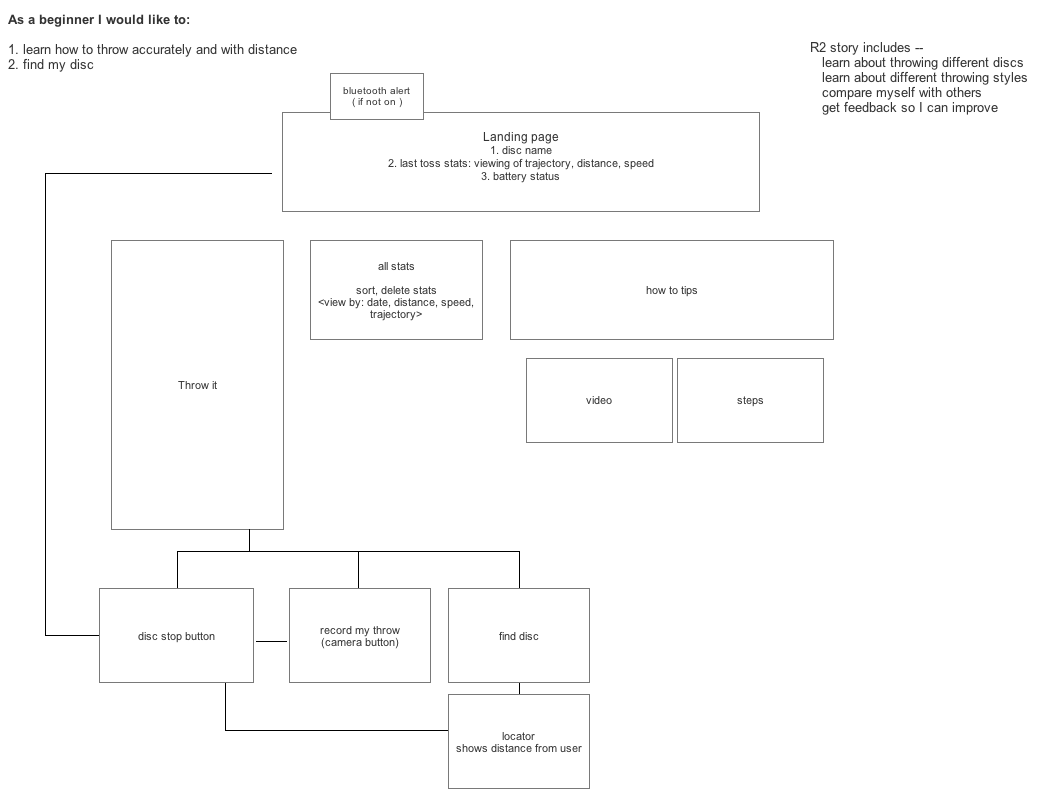 As a beginner I would like to:
1. learn how to throw accurately and with distance
2. find my disc
R2 story includes --
learn about throwing different discs
learn about different throwing styles
compare myself with others
get feedback so I can improve
bluetooth alert
( if not on )
Landing page
1. disc name
2. last toss stats: viewing of trajectory, distance, speed
3. battery status
Throw it
all stats
sort, delete stats
<view by: date, distance, speed,
trajectory>
how to tips
video
steps
disc stop button
record my throw
(camera button)
find disc
locator
shows distance from user